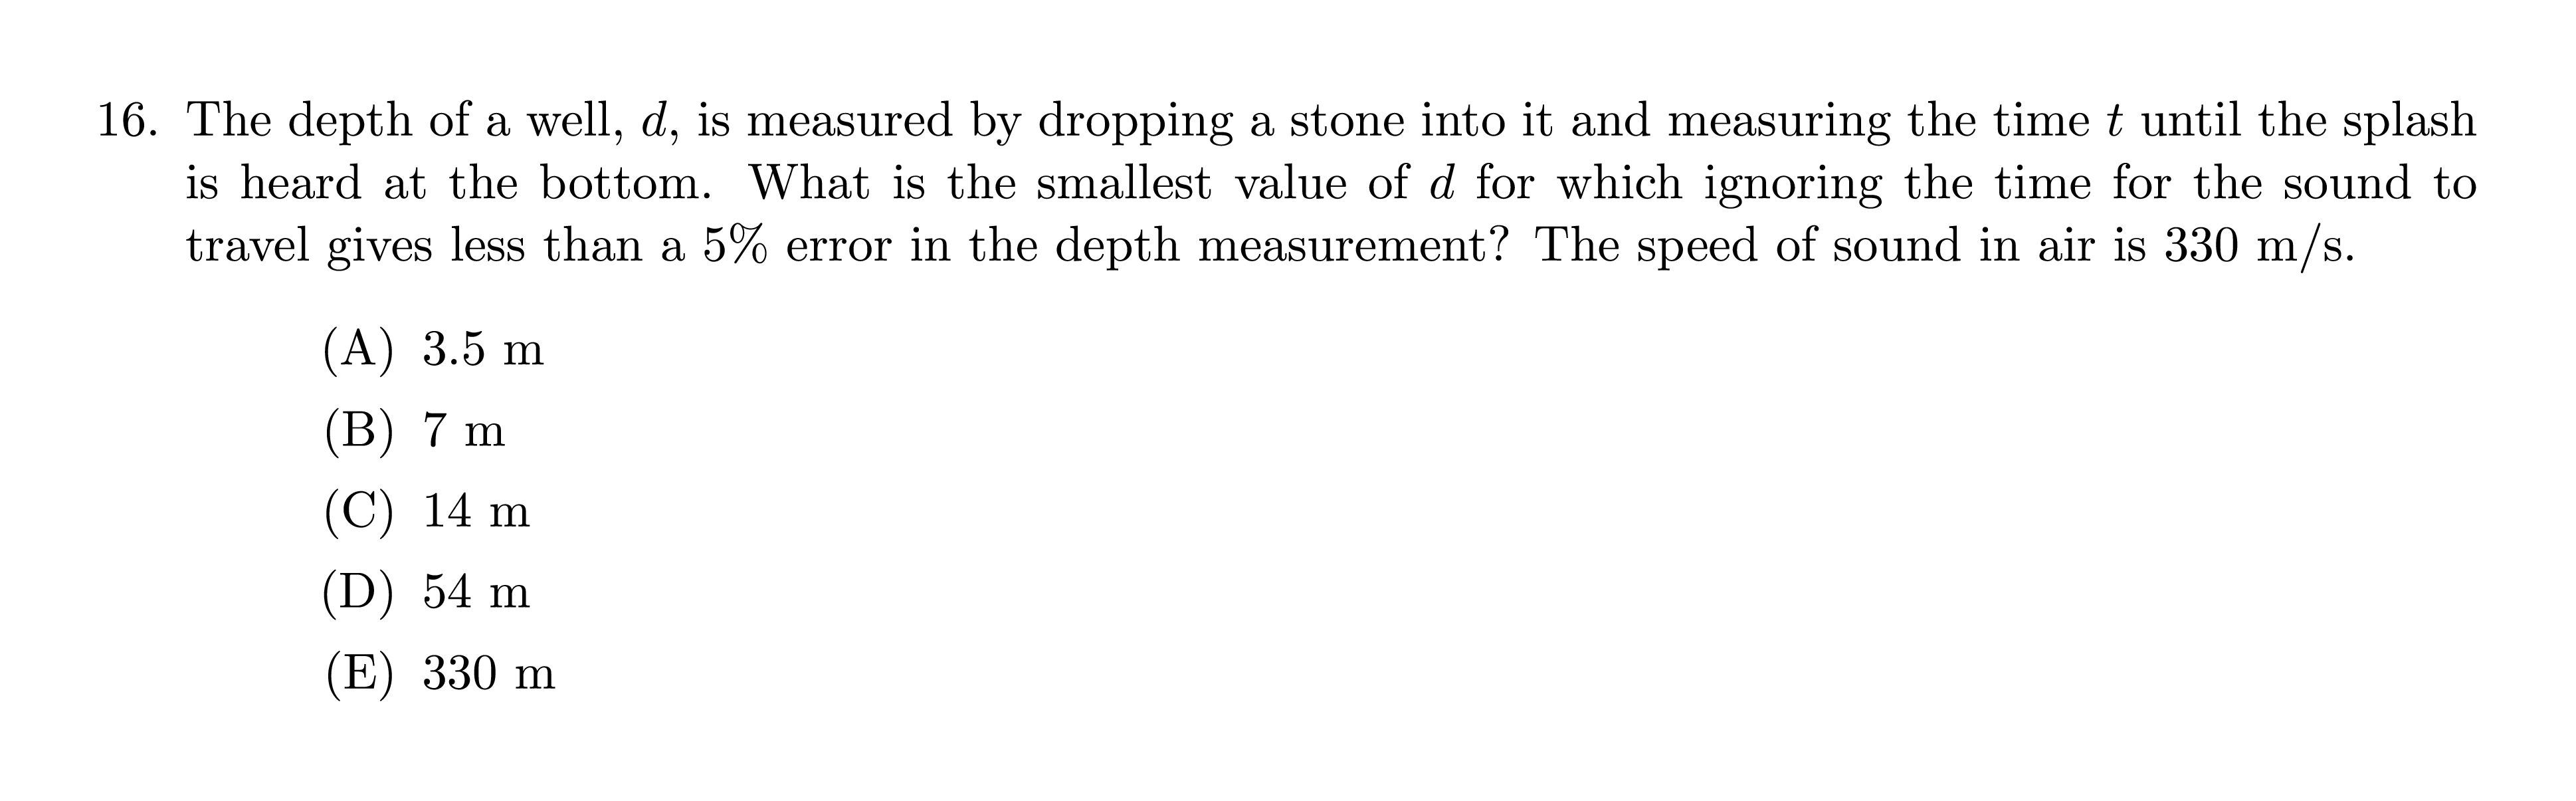 16. The depth of a well, d, is measured by dropping a stone into it and measuring the time t until the splash
is heard at the bottom. What is the smallest value of d for which ignoring the time for the sound to
travel gives less than a 5% error in the depth measurement? The speed of sound in air is 330 m/s.
(A) 3.5 m
(B) 7 m
(C) 14 m
(D) 54 m
(E) 330 m